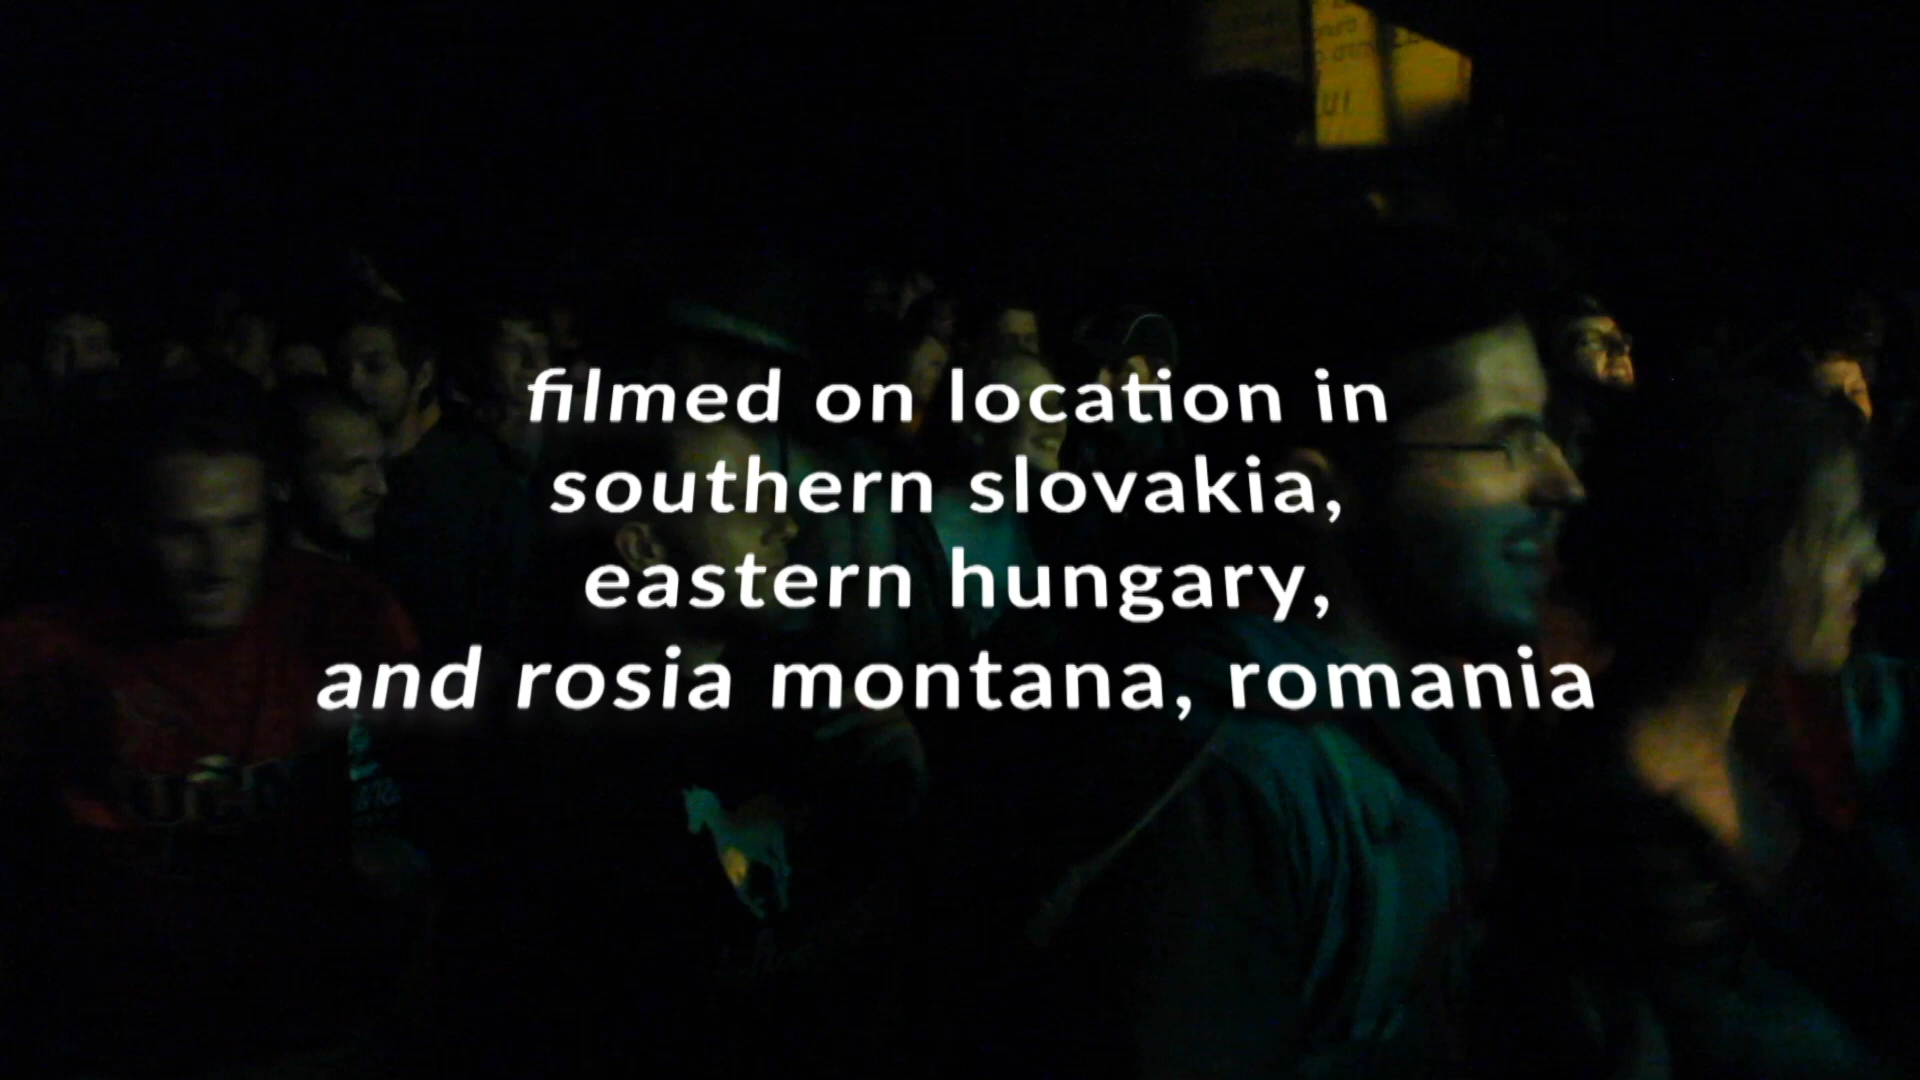 filmed on location in
southern slovakia,
eastern hungary,
and rosia montana, romania